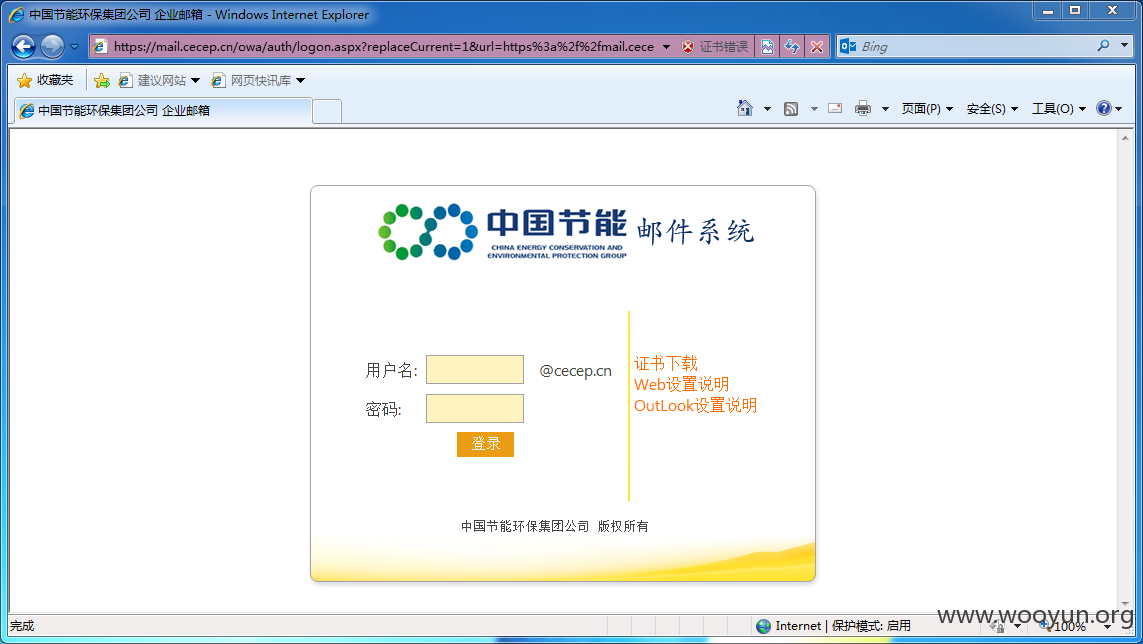 中国节能环保集团公司 企业邮箱 - Windows Internet Explorer
https://mail.cecep.cn/owa/auth/logon.aspx?replaceCurrent=1&url=https%3a%2f%2fmail.cece
证书错误
Bing
收藏夹
建议网站
网页快讯库
中国节能环保集团公司 企业邮箱
页面(P)
安全(S)
工具(O)
中国节能 邮件系统
CHINA ENERGY CONSERVATION AND
ENVIRONMENTAL PROTECTION GROUP
用户名:
@cecep.cn
密码:
登录
证书下载
Web设置说明
OutLook设置说明
中国节能环保集团公司 版权所有
www.wooyun.org
完成
Internet | 保护模式: 启用
100%